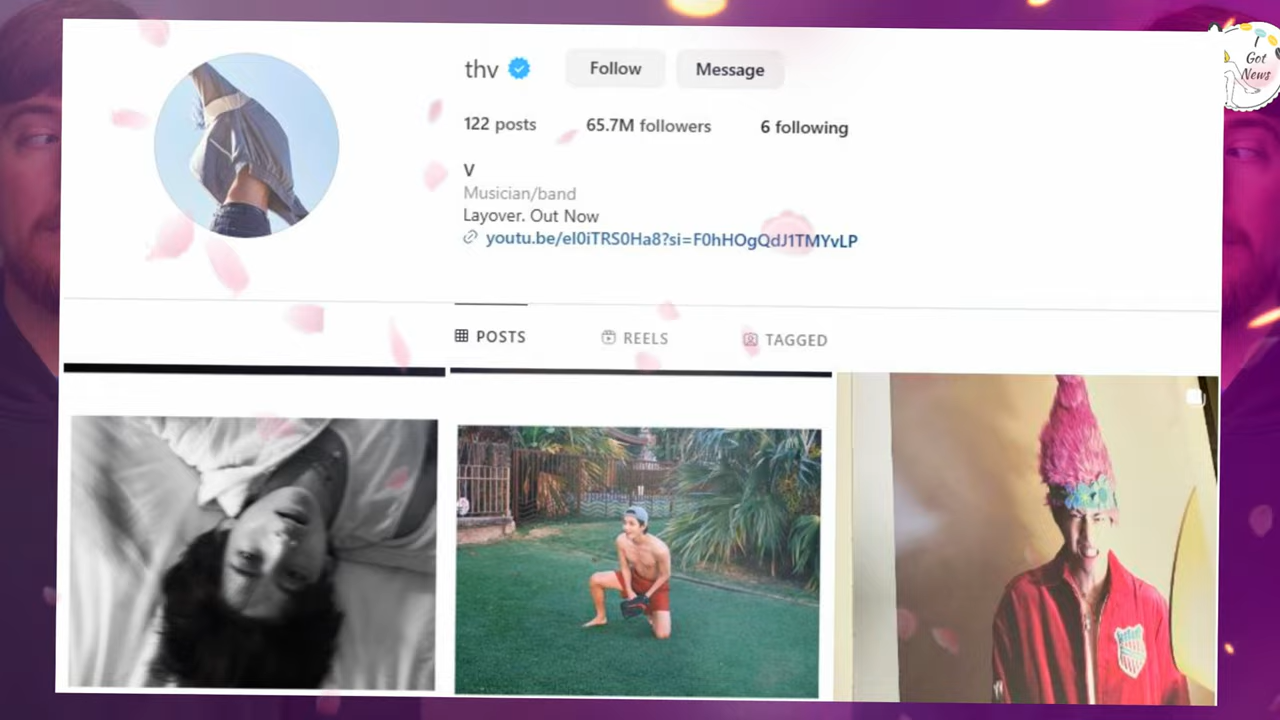 thv
Follow
Message
122 posts
65.7M followers
6 following
V
Musician/band
Layover. Out Now
youtu.be/el0iTRS0Ha8?si=F0hHOgQdJ1TMYvLP
POSTS
REELS
TAGGED
I
Got
News